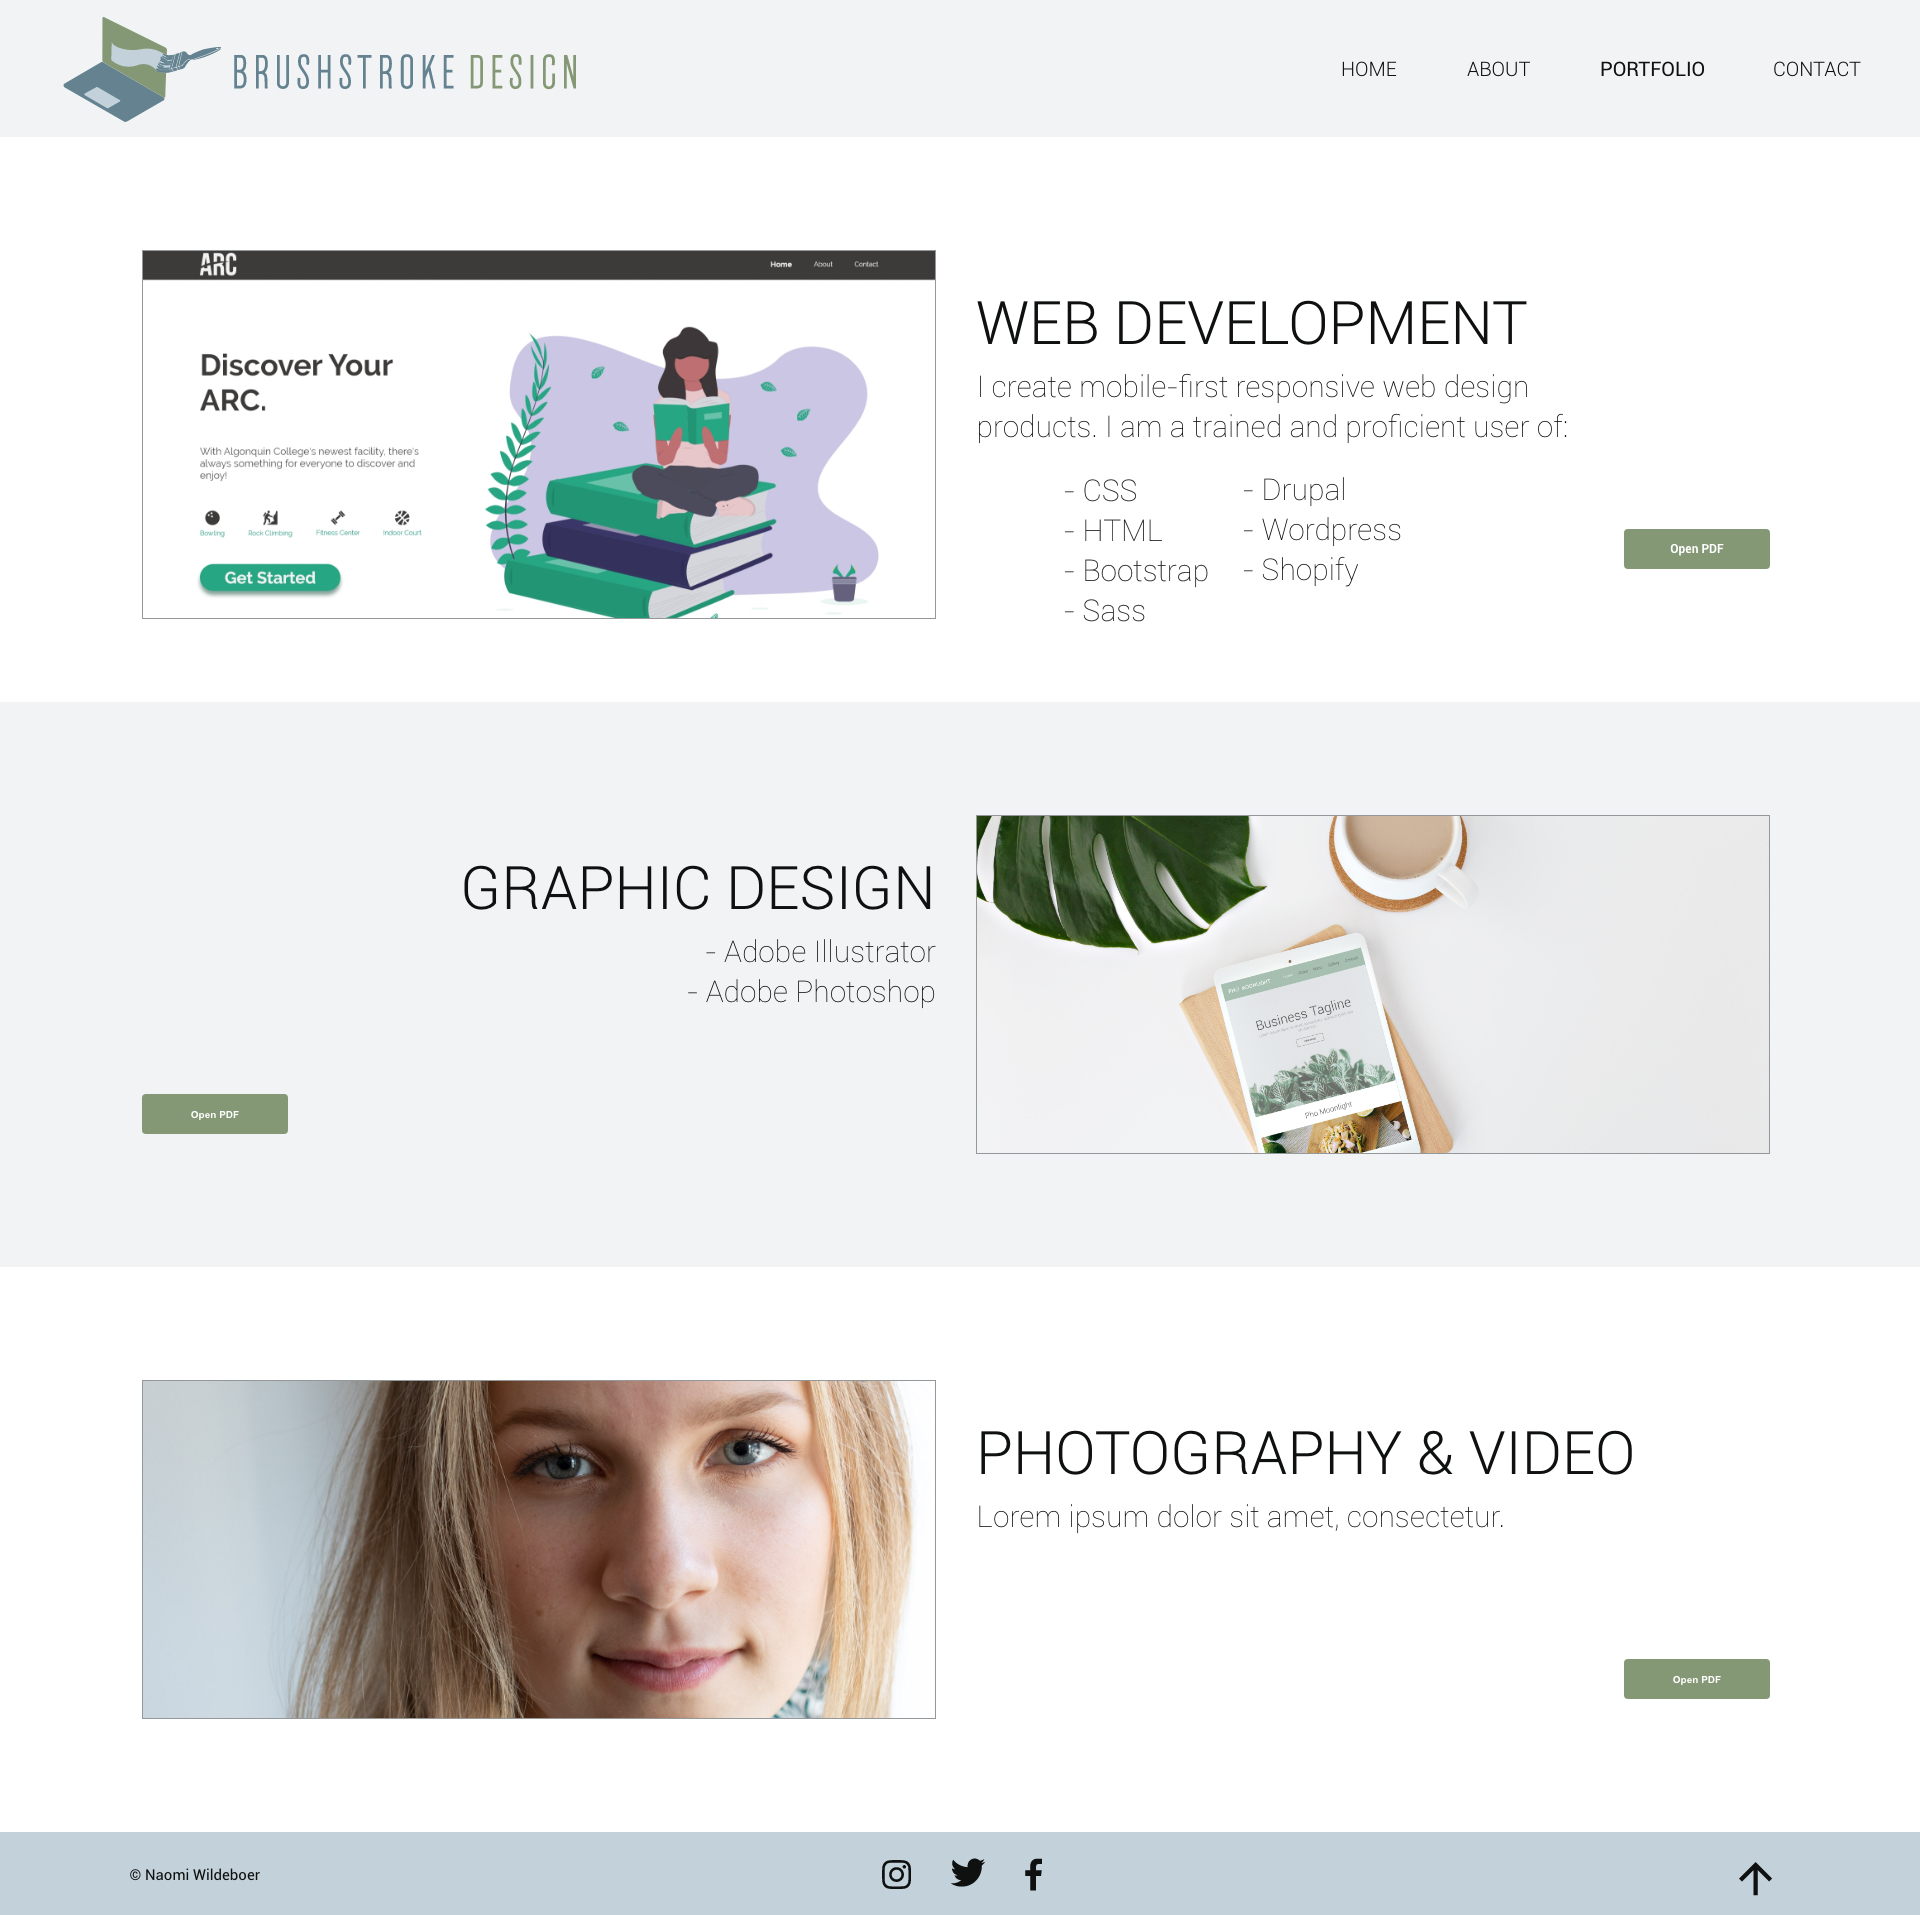 BRUSHSTROKE DESIGN
HOME ABOUT PORTFOLIO CONTACT
ARC
Home About Contact
Discover Your
ARC.
With Algonquin College's newest facility, there's
always something for everyone to discover and
enjoy!
Bowling Rock Climbing Fitness Center Indoor Court
Get Started
WEB DEVELOPMENT
I create mobile-first responsive web design
products. I am a trained and proficient user of:
- CSS
- HTML
- Bootstrap
- Sass
- Drupal
- Wordpress
- Shopify
Open PDF
GRAPHIC DESIGN
- Adobe Illustrator
- Adobe Photoshop
Open PDF
PHO MOONLIGHT
Business Tagline
Pho Moonlight
PHOTOGRAPHY & VIDEO
Lorem ipsum dolor sit amet, consectetur.
Open PDF
© Naomi Wildeboer